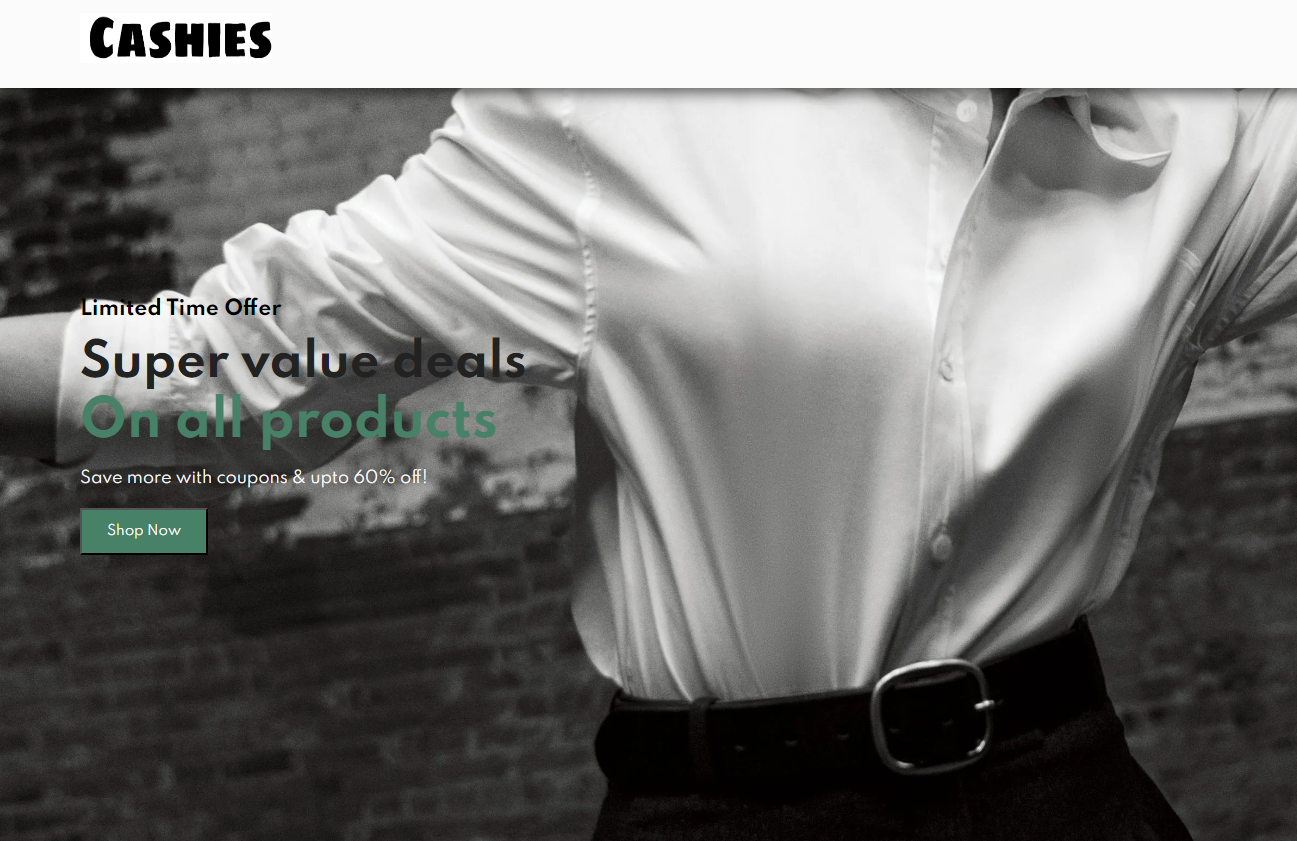 CASHIES
Limited Time Offer
Super value deals
On all products
Save more with coupons & upto 60% off!
Shop Now